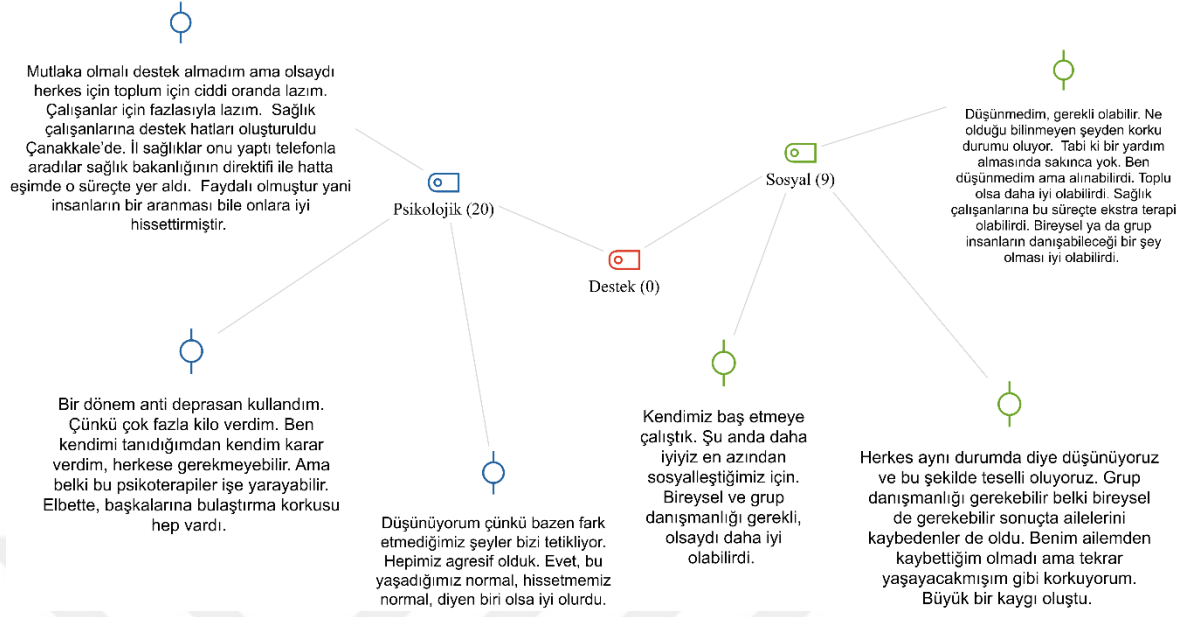 Mutlaka olmalı destek almadım ama olsaydı
herkes için toplum için ciddi oranda lazım.
Çalışanlar için fazlasıyla lazım. Sağlık
çalışanlarına destek hatları oluşturuldu
Çanakkale’de. İl sağlıklar onu yaptı telefonla
aradılar sağlık bakanlığının direktifi ile hatta
eşimde o süreçte yer aldı. Faydalı olmuştur yani
insanların bir aranması bile onlara iyi
hissettirmiştir.
Psikolojik (20)
Destek (0)
Sosyal (9)
Düşünmedim, gerekli olabilir. Ne
olduğu bilinmeyen şeyden korku
durumu oluyor. Tabi ki bir yardım
almasında sakınca yok. Ben
düşünmedim ama alınabilirdi. Toplu
olsa daha iyi olabilirdi. Sağlık
çalışanlarına bu süreçte ekstra terapi
olabilirdi. Bireysel ya da grup
insanların danışabileceği bir şey
olması iyi olabilirdi.
Bir dönem anti deprasan kullandım.
Çünkü çok fazla kilo verdim. Ben
kendimi tanıdığımdan kendim karar
verdim, herkese gerekmeyebilir. Ama
belki bu psikoterapiler işe yarayabilir.
Elbette, başkalarına bulaştırma korkusu
hep vardı.
Düşünüyorum çünkü bazen fark
etmediğimiz şeyler bizi tetikliyor.
Hepimiz agresif olduk. Evet, bu
yaşadığımız normal, hissetmemiz
normal, diyen biri olsa iyi olurdu.
Kendimiz baş etmeye
çalıştık. Şu anda daha
iyiyiz en azından
sosyalleştiğimiz için.
Bireysel ve grup
danışmanlığı gerekli,
olsaydı daha iyi
olabilirdi.
Herkes aynı durumda diye düşünüyoruz
ve bu şekilde teselli oluyoruz. Grup
danışmanlığı gerekebilir belki bireysel
de gerekebilir sonuçta ailelerini
kaybedenler de oldu. Benim ailemden
kaybettiğim olmadı ama tekrar
yaşayacakmışım gibi korkuyorum.
Büyük bir kaygı oluştu.